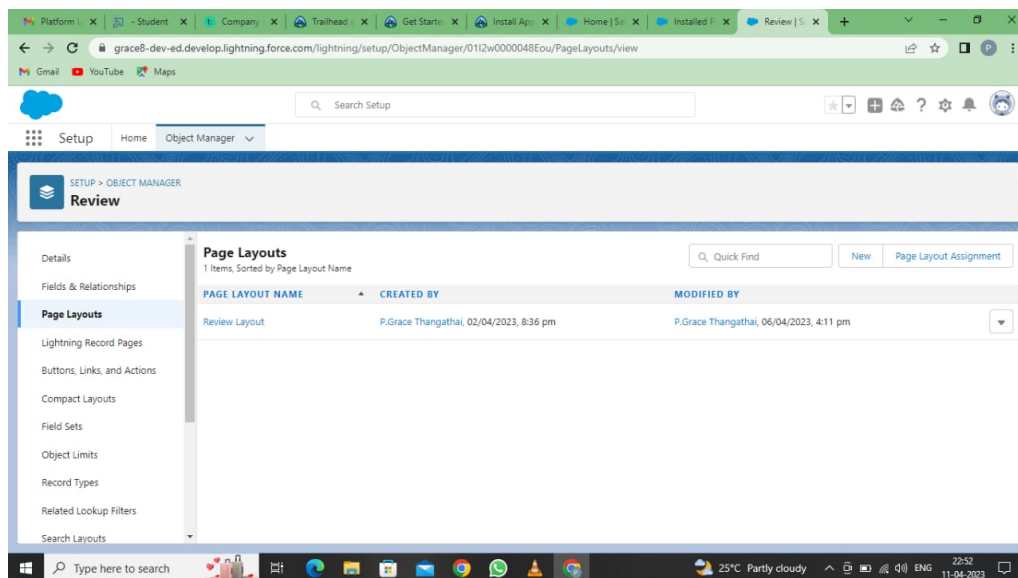 Platform L
- Student
Company
Trailhead a
Get Starte
Install App
Home | Sal
Installed P
Review | S
grace8-dev-ed.develop.lightning.force.com/lightning/setup/ObjectManager/01I2w0000048Eou/PageLayouts/view
P
Gmail
YouTube
Maps
Search Setup
Setup
Home
Object Manager
SETUP > OBJECT MANAGER
Review
Details
Fields & Relationships
Page Layouts
Lightning Record Pages
Buttons, Links, and Actions
Compact Layouts
Field Sets
Object Limits
Record Types
Related Lookup Filters
Search Layouts
Page Layouts
1 Items, Sorted by Page Layout Name
Quick Find
New
Page Layout Assignment
PAGE LAYOUT NAME CREATED BY MODIFIED BY
Review Layout P.Grace Thangathai, 02/04/2023, 8:36 pm P.Grace Thangathai, 06/04/2023, 4:11 pm
Type here to search
25°C Partly cloudy
ENG
22:52
11-04-2023